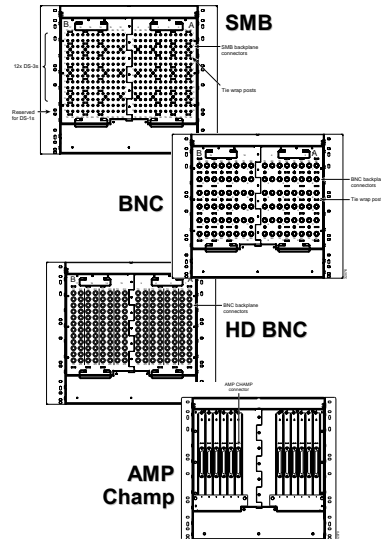 SMB
B
A
SMB backplane
connectors
12x DS-3s
Tie wrap posts
Reserved
for DS-1s
B
A
BNC
BNC backpla
connectors
Tie wrap post
B
A
BNC backplane
connectors
HD BNC
AMP CHAMP
connector
AMP
Champ